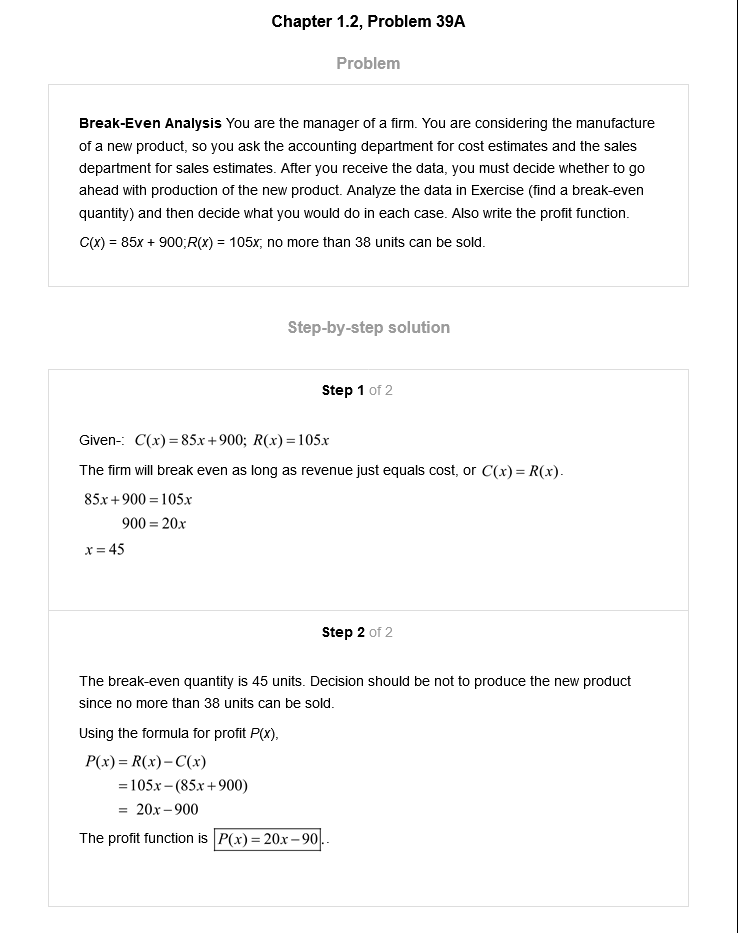 Chapter 1.2, Problem 39A
Problem
Break-Even Analysis You are the manager of a firm. You are considering the manufacture
of a new product, so you ask the accounting department for cost estimates and the sales
department for sales estimates. After you receive the data, you must decide whether to go
ahead with production of the new product. Analyze the data in Exercise (find a break-even
quantity) and then decide what you would do in each case. Also write the profit function.
C(x) = 85x + 900;R(x) = 105x; no more than 38 units can be sold.
Step-by-step solution
Step 1 of 2
Given-: C(x) = 85x + 900; R(x) = 105x
The firm will break even as long as revenue just equals cost, or C(x) = R(x).
85x + 900 = 105x
900 = 20x
x = 45
Step 2 of 2
The break-even quantity is 45 units. Decision should be not to produce the new product
since no more than 38 units can be sold.
Using the formula for profit P(x),
P(x) = R(x) − C(x)
= 105x − (85x + 900)
= 20x − 900
The profit function is P(x) = 20x − 90..